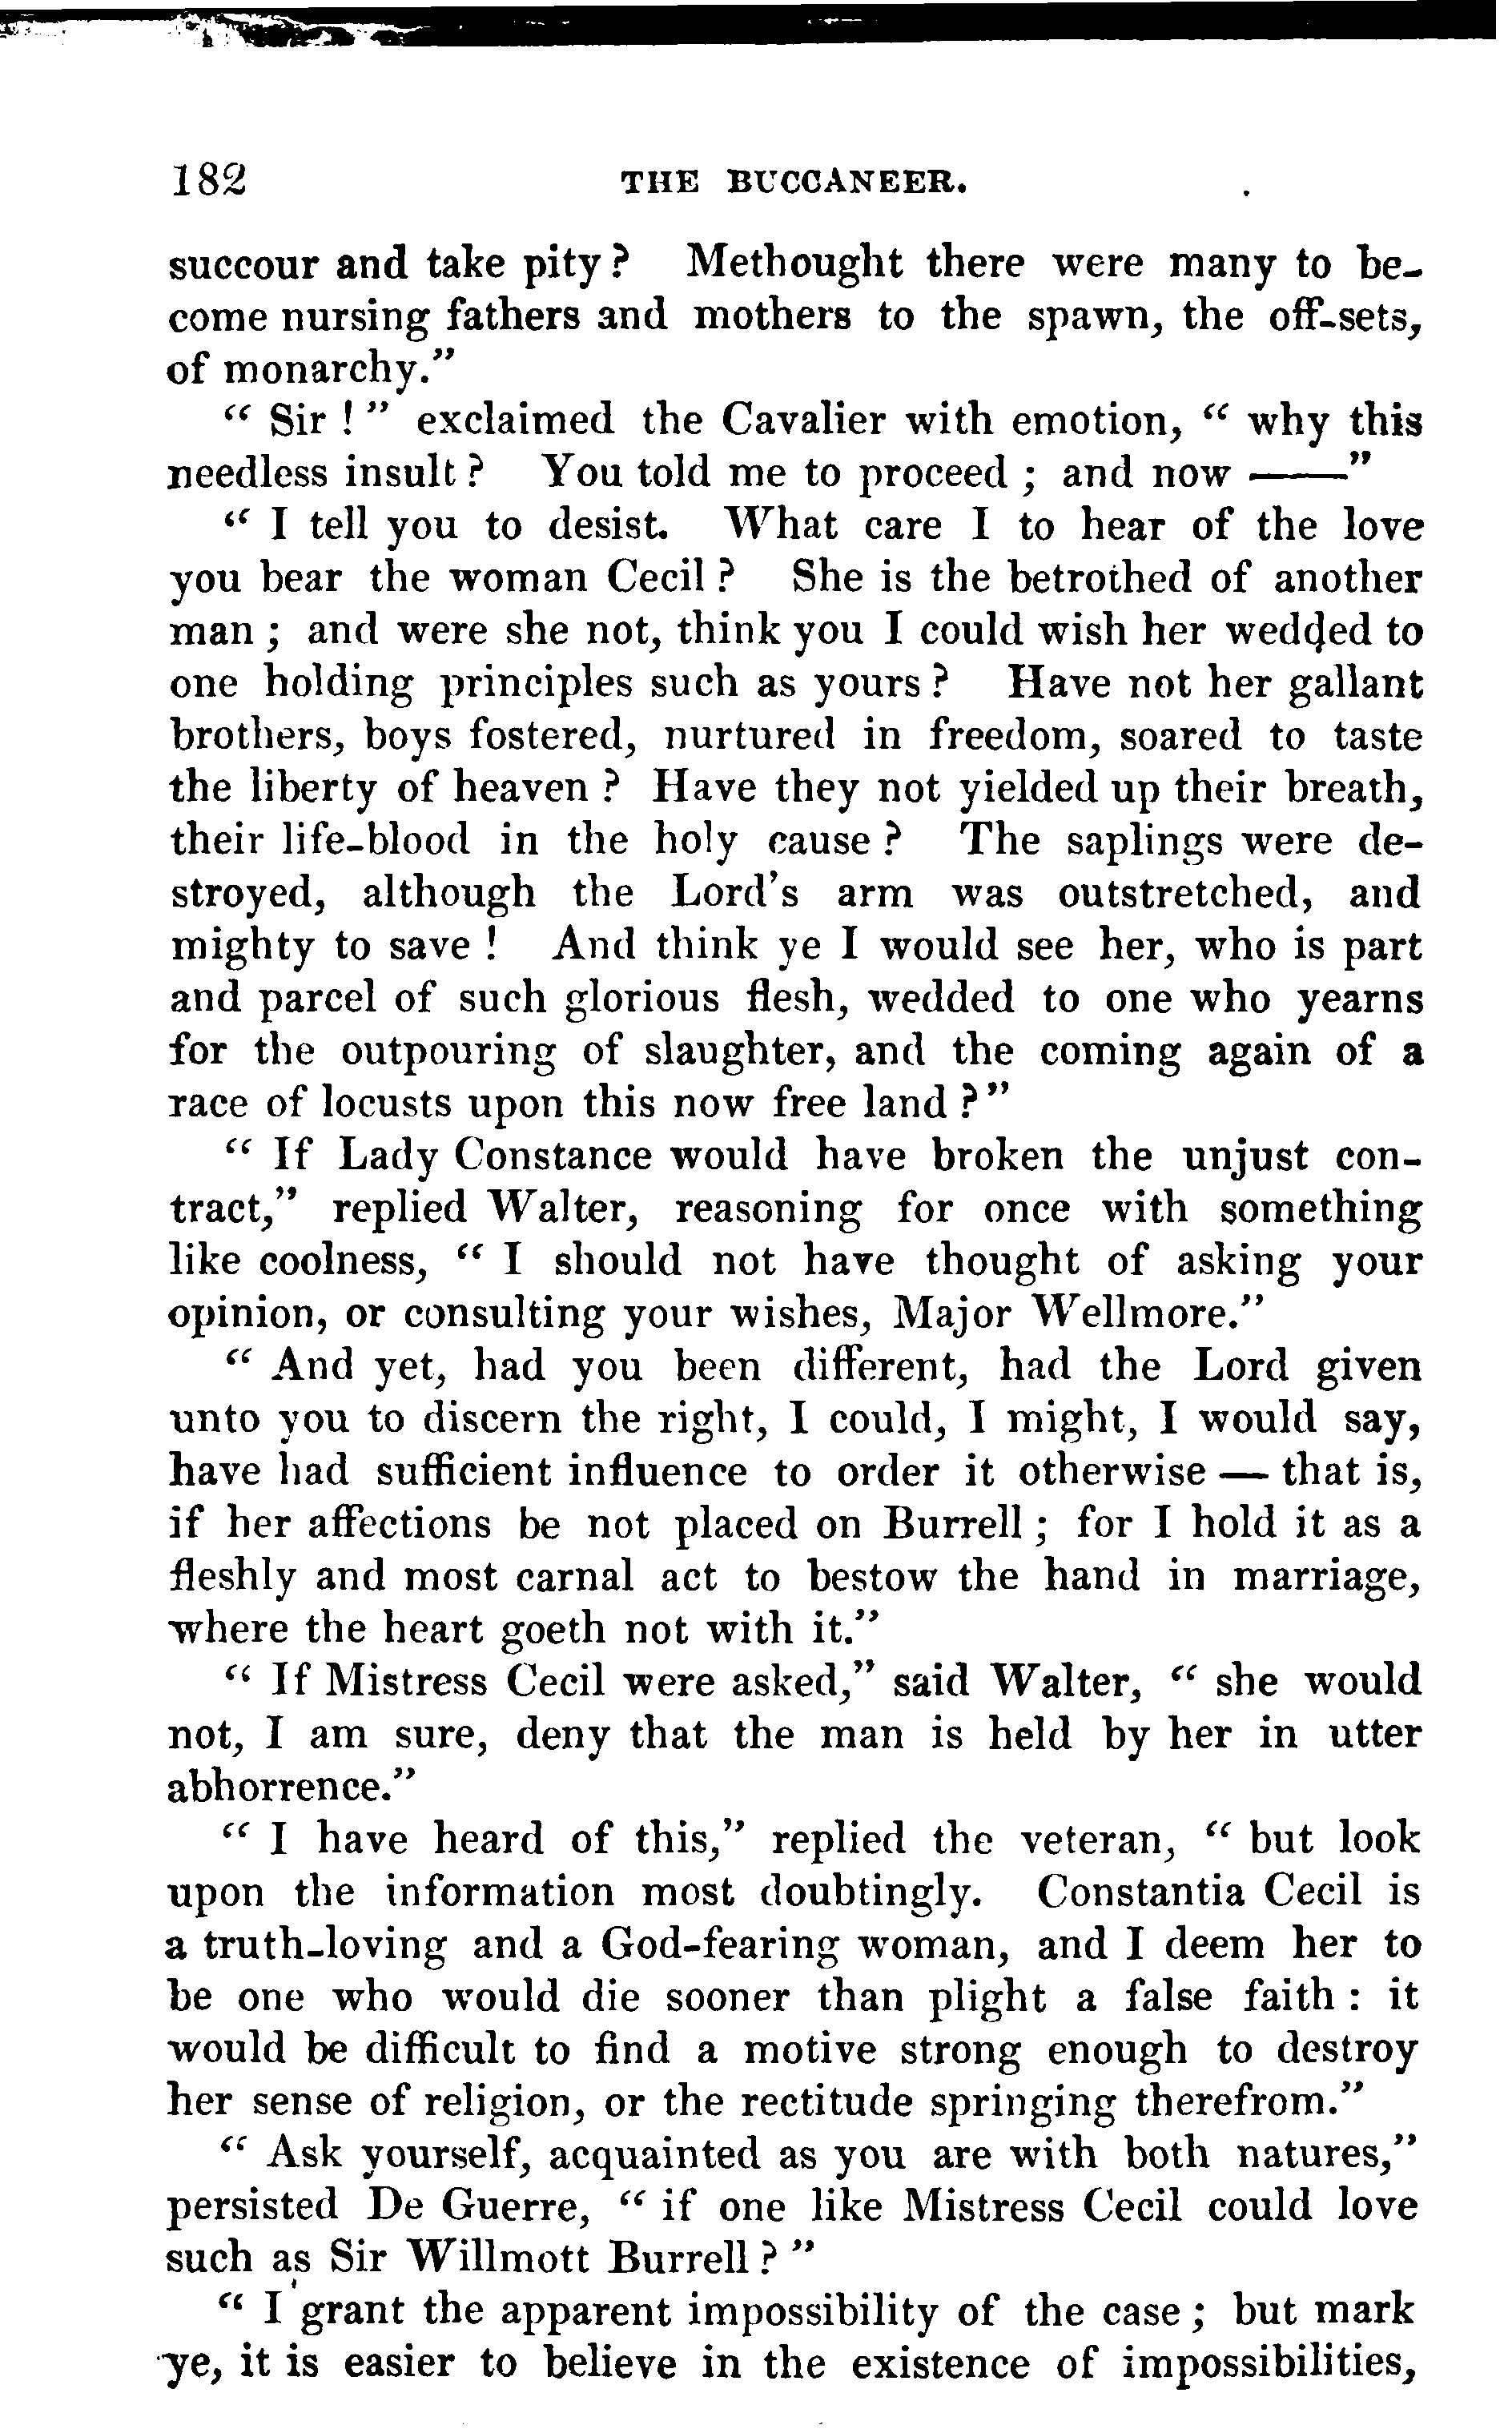 182 THE BUCCANEER.
succour and take pity? Methought there were many to be-
come nursing fathers and mothers to the spawn, the off-sets,
of monarchy."
"Sir!" exclaimed the Cavalier with emotion, "why this
needless insult? You told me to proceed; and now ——"
"I tell you to desist. What care I to hear of the love
you bear the woman Cecil? She is the betrothed of another
man; and were she not, think you I could wish her wedded to
one holding principles such as yours? Have not her gallant
brothers, boys fostered, nurtured in freedom, soared to taste
the liberty of heaven? Have they not yielded up their breath,
their life-blood in the holy cause? The saplings were de-
stroyed, although the Lord's arm was outstretched, and
mighty to save! And think ye I would see her, who is part
and parcel of such glorious flesh, wedded to one who yearns
for the outpouring of slaughter, and the coming again of a
race of locusts upon this now free land?"
"If Lady Constance would have broken the unjust con-
tract," replied Walter, reasoning for once with something
like coolness, "I should not have thought of asking your
opinion, or consulting your wishes, Major Wellmore."
"And yet, had you been different, had the Lord given
unto you to discern the right, I could, I might, I would say,
have had sufficient influence to order it otherwise — that is,
if her affections be not placed on Burrell; for I hold it as a
fleshly and most carnal act to bestow the hand in marriage,
where the heart goeth not with it."
"If Mistress Cecil were asked," said Walter, "she would
not, I am sure, deny that the man is held by her in utter
abhorrence."
"I have heard of this," replied the veteran, "but look
upon the information most doubtingly. Constantia Cecil is
a truth-loving and a God-fearing woman, and I deem her to
be one who would die sooner than plight a false faith: it
would be difficult to find a motive strong enough to destroy
her sense of religion, or the rectitude springing therefrom."
"Ask yourself, acquainted as you are with both natures,"
persisted De Guerre, "if one like Mistress Cecil could love
such as Sir Willmott Burrell?"
"I grant the apparent impossibility of the case; but mark
ye, it is easier to believe in the existence of impossibilities,